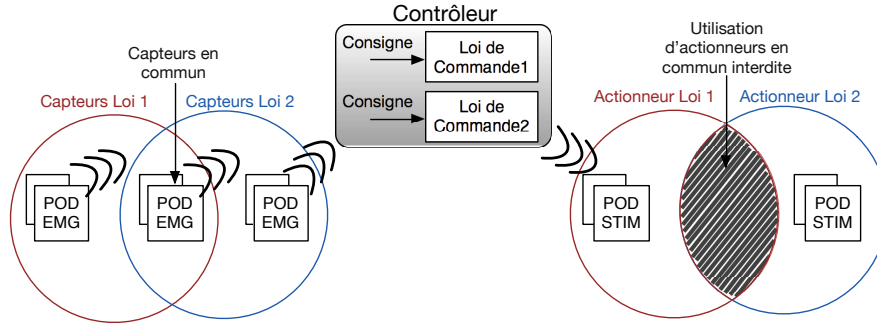 Contrôleur
Capteurs en
commun
Consigne
Loi de
Commande1
Utilisation
d'actionneurs en
commun interdite
Capteurs Loi 1
Capteurs Loi 2
Consigne
Loi de
Commande2
Actionneur Loi 1
Actionneur Loi 2
POD
EMG
POD
EMG
POD
EMG
POD
STIM
POD
STIM